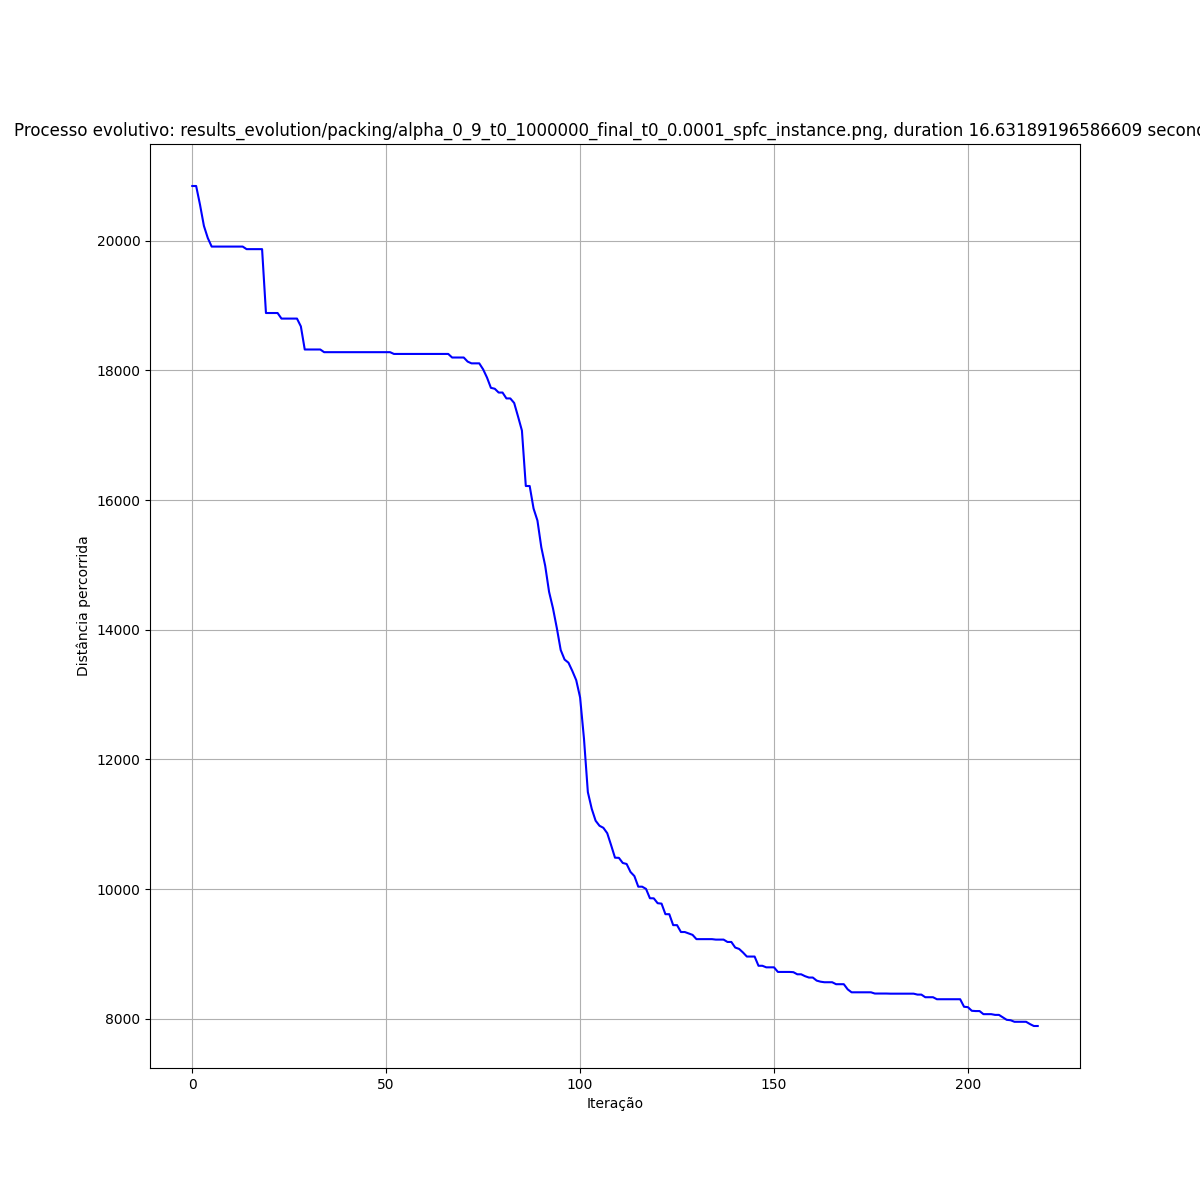 Processo evolutivo: results_evolution/packing/alpha_0_9_t0_1000000_final_t0_0.0001_spfc_instance.png, duration 16.63189196586609 secon
20000
18000
16000
14000
12000
10000
8000
Distância percorrida
0 50 100 150 200
Iteração